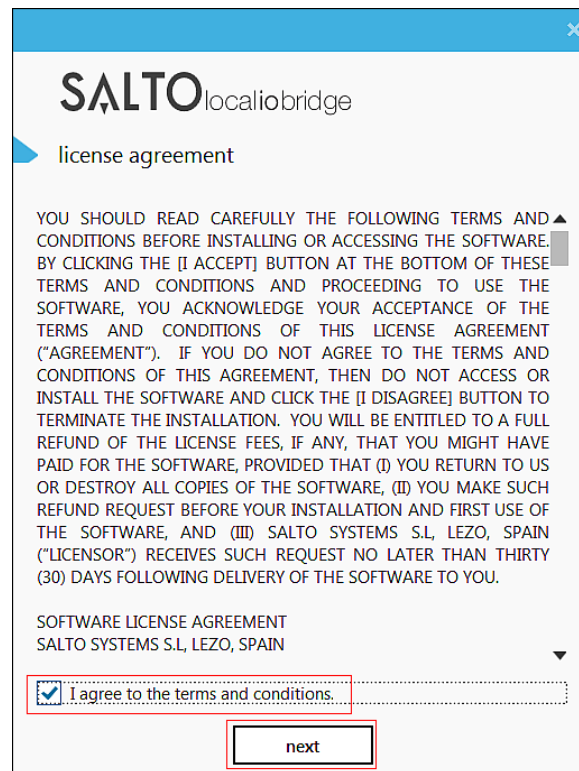 SALTOlocaliobridge
license agreement
YOU SHOULD READ CAREFULLY THE FOLLOWING TERMS AND
CONDITIONS BEFORE INSTALLING OR ACCESSING THE SOFTWARE.
BY CLICKING THE [I ACCEPT] BUTTON AT THE BOTTOM OF THESE
TERMS AND CONDITIONS AND PROCEEDING TO USE THE
SOFTWARE, YOU ACKNOWLEDGE YOUR ACCEPTANCE OF THE
TERMS AND CONDITIONS OF THIS LICENSE AGREEMENT
("AGREEMENT"). IF YOU DO NOT AGREE TO THE TERMS AND
CONDITIONS OF THIS AGREEMENT, THEN DO NOT ACCESS OR
INSTALL THE SOFTWARE AND CLICK THE [I DISAGREE] BUTTON TO
TERMINATE THE INSTALLATION. YOU WILL BE ENTITLED TO A FULL
REFUND OF THE LICENSE FEES, IF ANY, THAT YOU MIGHT HAVE
PAID FOR THE SOFTWARE, PROVIDED THAT (I) YOU RETURN TO US
OR DESTROY ALL COPIES OF THE SOFTWARE, (II) YOU MAKE SUCH
REFUND REQUEST BEFORE YOUR INSTALLATION AND FIRST USE OF
THE SOFTWARE, AND (III) SALTO SYSTEMS S.L, LEZO, SPAIN
("LICENSOR") RECEIVES SUCH REQUEST NO LATER THAN THIRTY
(30) DAYS FOLLOWING DELIVERY OF THE SOFTWARE TO YOU.
SOFTWARE LICENSE AGREEMENT
SALTO SYSTEMS S.L, LEZO, SPAIN
I agree to the terms and conditions.
next